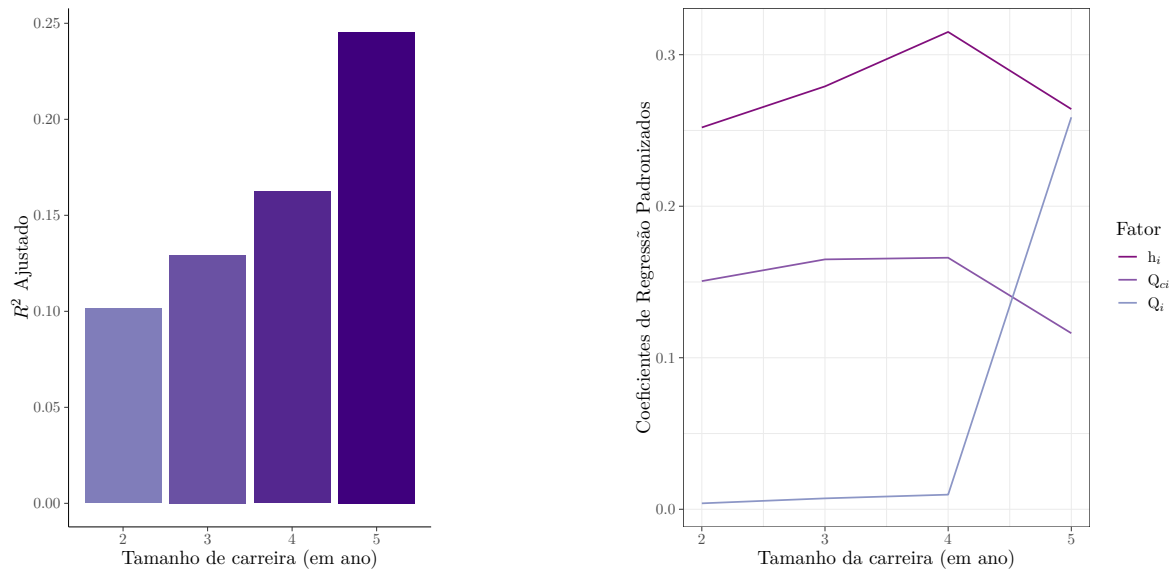 0.25
0.20
0.15
0.10
0.05
0.00
R² Ajustado
2 3 4 5
Tamanho de carreira (em ano)
0.3
0.2
0.1
0.0
Coeficientes de Regressão Padronizados
2 3 4 5
Tamanho da carreira (em ano)
Fator
hᵢ
Q_{ci}
Qᵢ